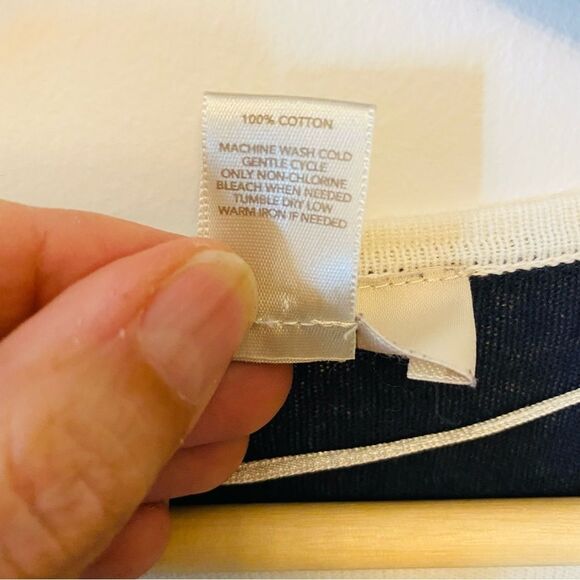 100% COTTON
MACHINE WASH COLD
GENTLE CYCLE
ONLY NON-CHLORINE
BLEACH WHEN NEEDED
TUMBLE DRY LOW
WARM IRON IF NEEDED